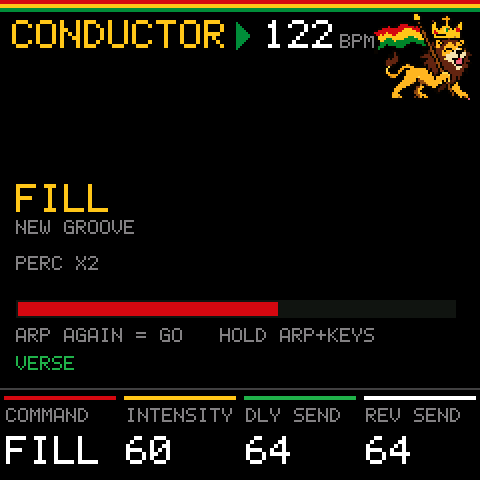 CONDUCTOR 122 BPM
FILL
NEW GROOVE
PERC X2
ARP AGAIN = GO HOLD ARP+KEYS
VERSE
COMMAND INTENSITY DLY SEND REV SEND
FILL 60 64 64